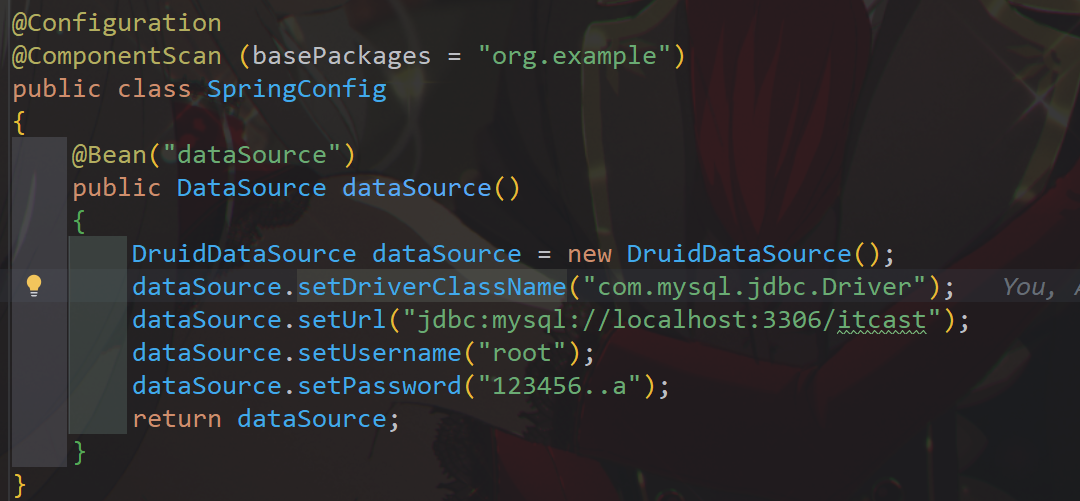 @Configuration
@ComponentScan (basePackages = "org.example")
public class SpringConfig
{
@Bean("dataSource")
public DataSource dataSource()
{
DruidDataSource dataSource = new DruidDataSource();
dataSource.setDriverClassName("com.mysql.jdbc.Driver"); You,
dataSource.setUrl("jdbc:mysql://localhost:3306/itcast");
dataSource.setUsername("root");
dataSource.setPassword("123456..a");
return dataSource;
}
}